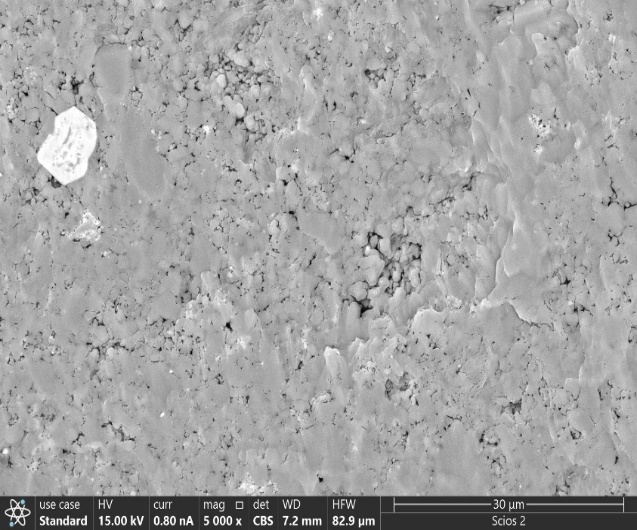 use case HV curr mag □ det WD HFW 30 µm
Standard 15.00 kV 0.80 nA 5 000 x CBS 7.2 mm 82.9 µm Scios 2